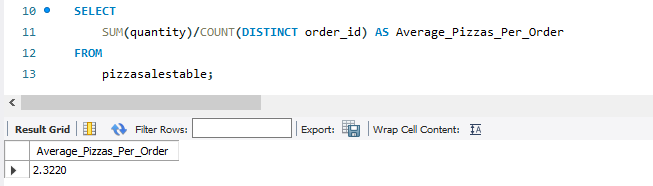 10 SELECT
11 SUM(quantity)/COUNT(DISTINCT order_id) AS Average_Pizzas_Per_Order
12 FROM
13 pizzasalestable;
Result Grid Filter Rows: Export: Wrap Cell Content:
Average_Pizzas_Per_Order
2.3220